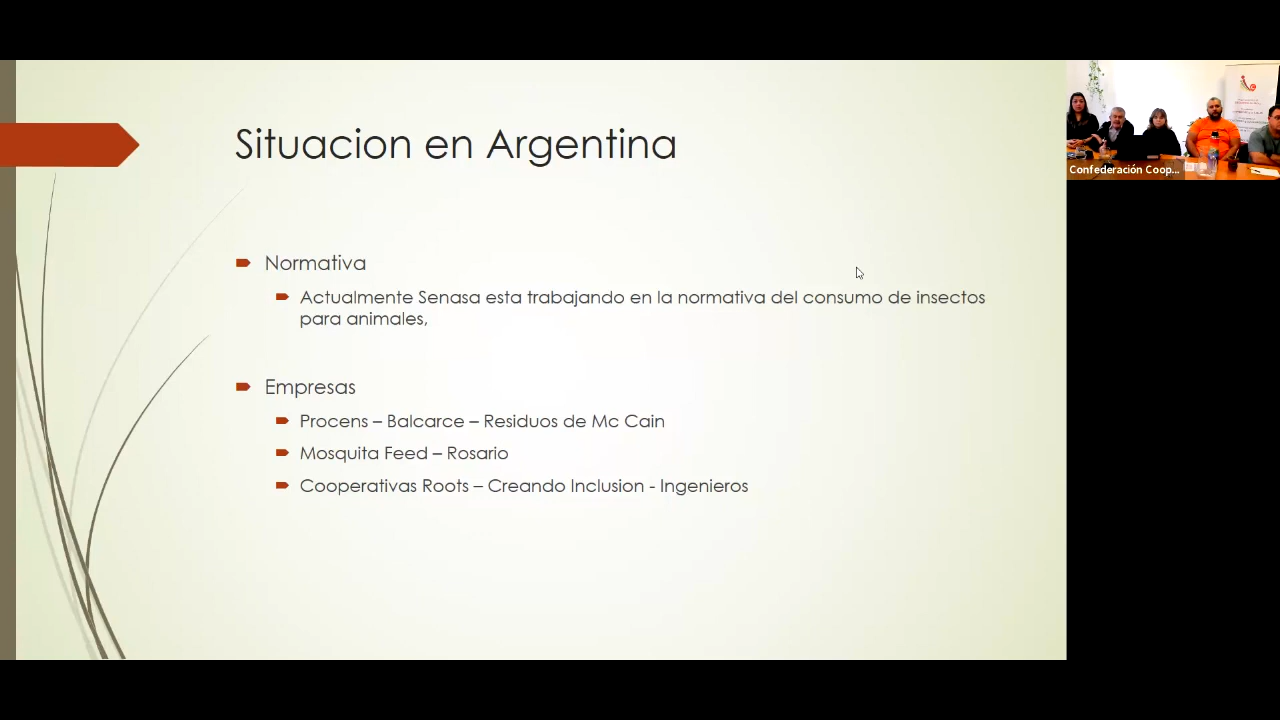 Situacion en Argentina
Normativa
Actualmente Senasa esta trabajando en la normativa del consumo de insectos
para animales,
Empresas
Procens – Balcarce – Residuos de Mc Cain
Mosquita Feed – Rosario
Cooperativas Roots – Creando Inclusion - Ingenieros
Confederación Coop...